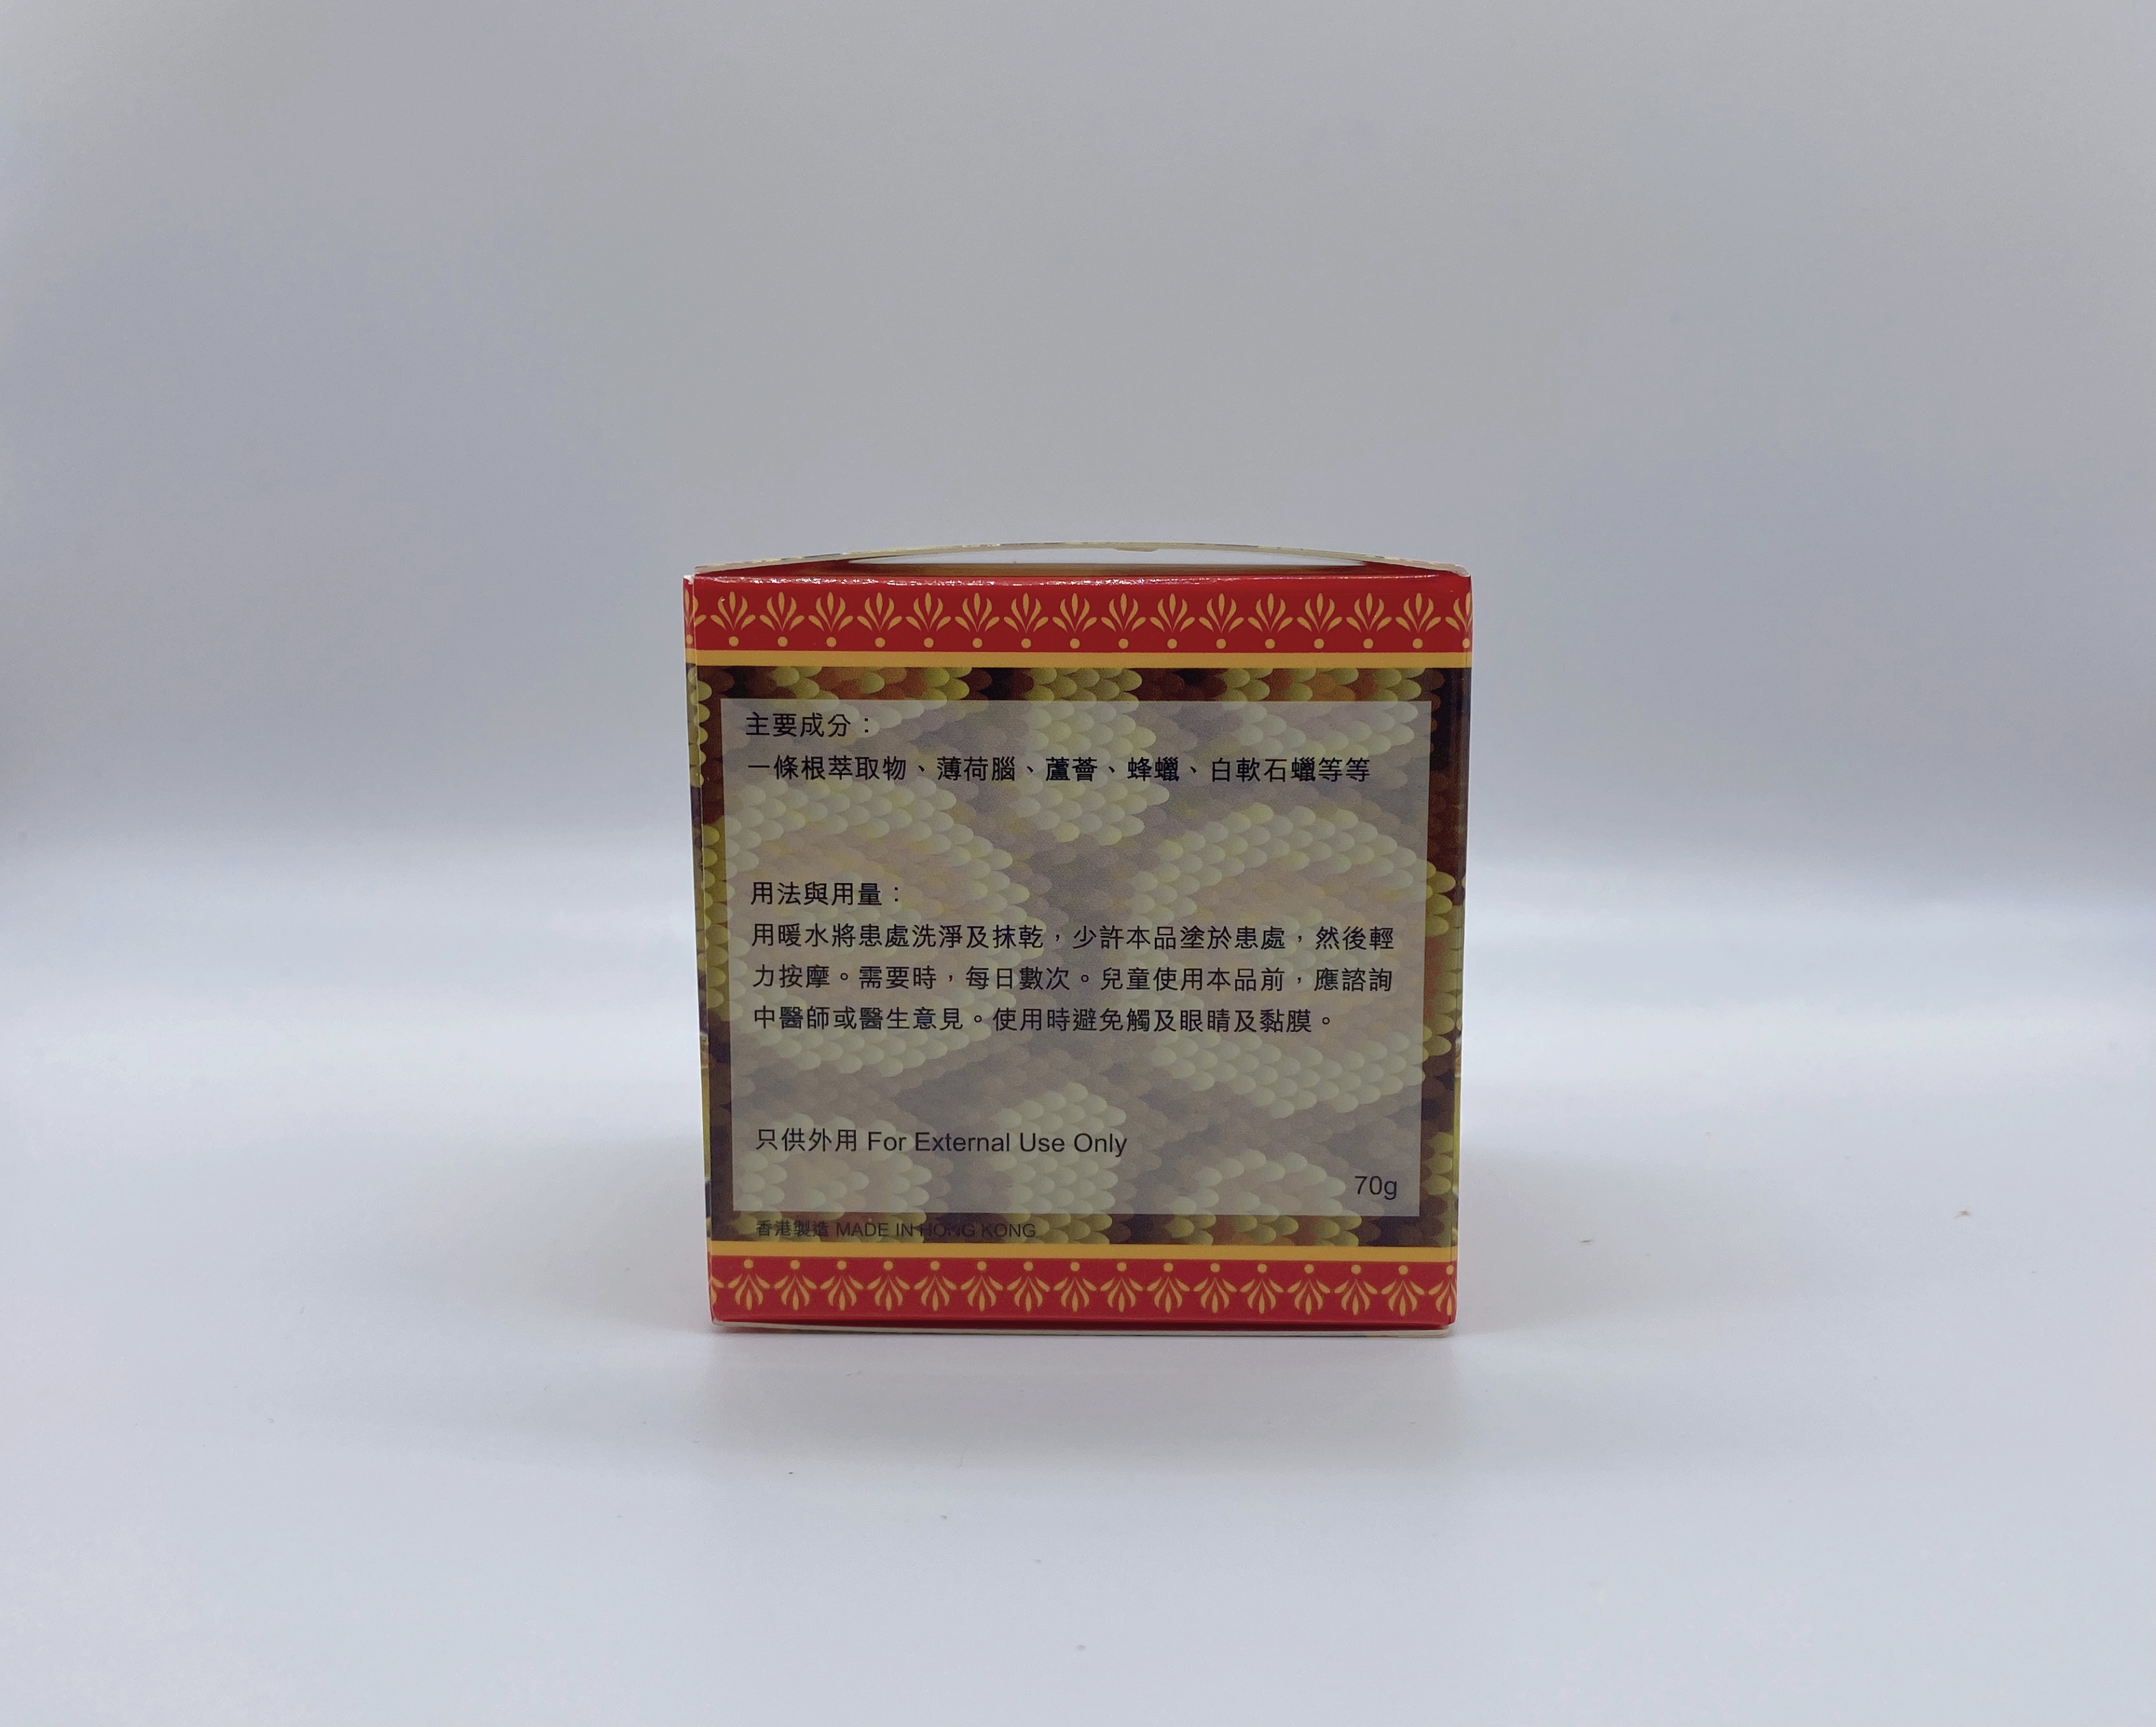 主要成分：
一條根萃取物、薄荷腦、蘆薈、蜂蠟、白軟石蠟等等
用法與用量：
用暖水將患處洗淨及抹乾，少許本品塗於患處，然後輕
力按摩。需要時，每日數次。兒童使用本品前，應諮詢
中醫師或醫生意見。使用時避免觸及眼睛及黏膜。
只供外用 For External Use Only
70g
香港製造 MADE IN HONG KONG